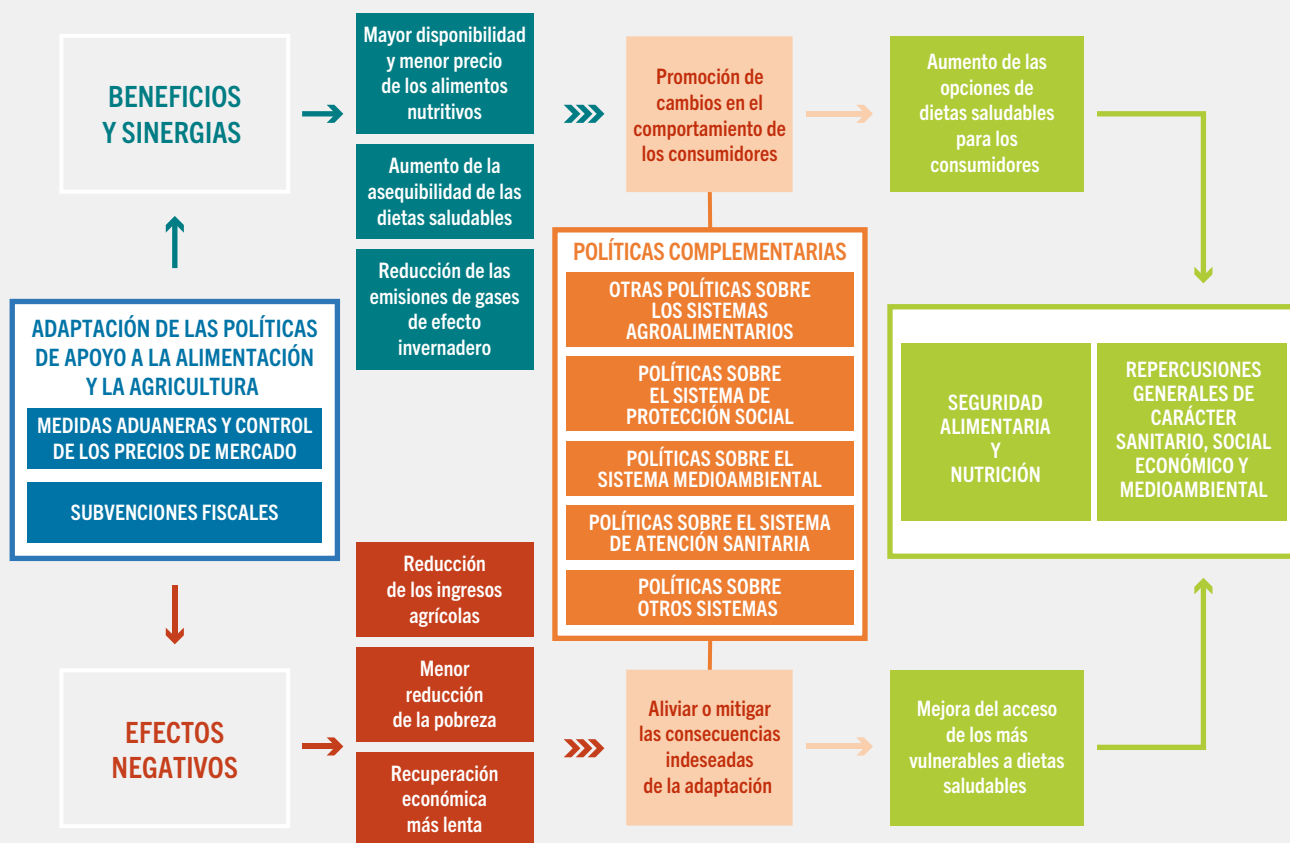 BENEFICIOS
Y SINERGIAS
Mayor disponibilidad
y menor precio
de los alimentos
nutritivos
Aumento de la
asequibilidad de las
dietas saludables
Reducción de las
emisiones de gases
de efecto
invernadero
Promoción de
cambios en el
comportamiento de
los consumidores
Aumento de las
opciones de
dietas saludables
para los
consumidores
ADAPTACIÓN DE LAS POLÍTICAS
DE APOYO A LA ALIMENTACIÓN
Y LA AGRICULTURA
MEDIDAS ADUANERAS Y CONTROL
DE LOS PRECIOS DE MERCADO
SUBVENCIONES FISCALES
POLÍTICAS COMPLEMENTARIAS
OTRAS POLÍTICAS SOBRE
LOS SISTEMAS
AGROALIMENTARIOS
POLÍTICAS SOBRE
EL SISTEMA DE
PROTECCIÓN SOCIAL
POLÍTICAS SOBRE EL
SISTEMA MEDIOAMBIENTAL
POLÍTICAS SOBRE EL SISTEMA
DE ATENCIÓN SANITARIA
POLÍTICAS SOBRE
OTROS SISTEMAS
SEGURIDAD
ALIMENTARIA
Y
NUTRICIÓN
REPERCUSIONES
GENERALES DE
CARÁCTER
SANITARIO, SOCIAL
ECONÓMICO Y
MEDIOAMBIENTAL
EFECTOS
NEGATIVOS
Reducción
de los ingresos
agrícolas
Menor
reducción
de la pobreza
Recuperación
económica
más lenta
Aliviar o mitigar
las consecuencias
indeseadas
de la adaptación
Mejora del acceso
de los más
vulnerables a dietas
saludables